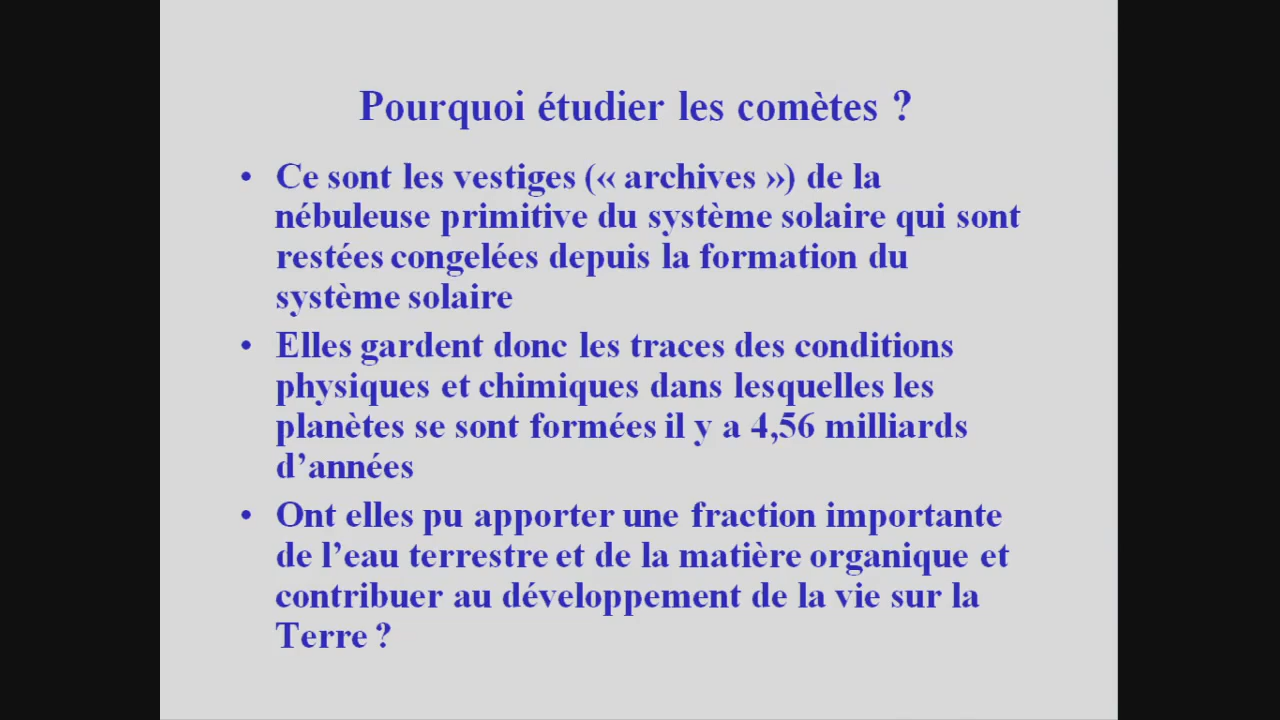 Pourquoi étudier les comètes ?
• Ce sont les vestiges (« archives ») de la
nébuleuse primitive du système solaire qui sont
restées congelées depuis la formation du
système solaire
• Elles gardent donc les traces des conditions
physiques et chimiques dans lesquelles les
planètes se sont formées il y a 4,56 milliards
d’années
• Ont elles pu apporter une fraction importante
de l’eau terrestre et de la matière organique et
contribuer au développement de la vie sur la
Terre ?